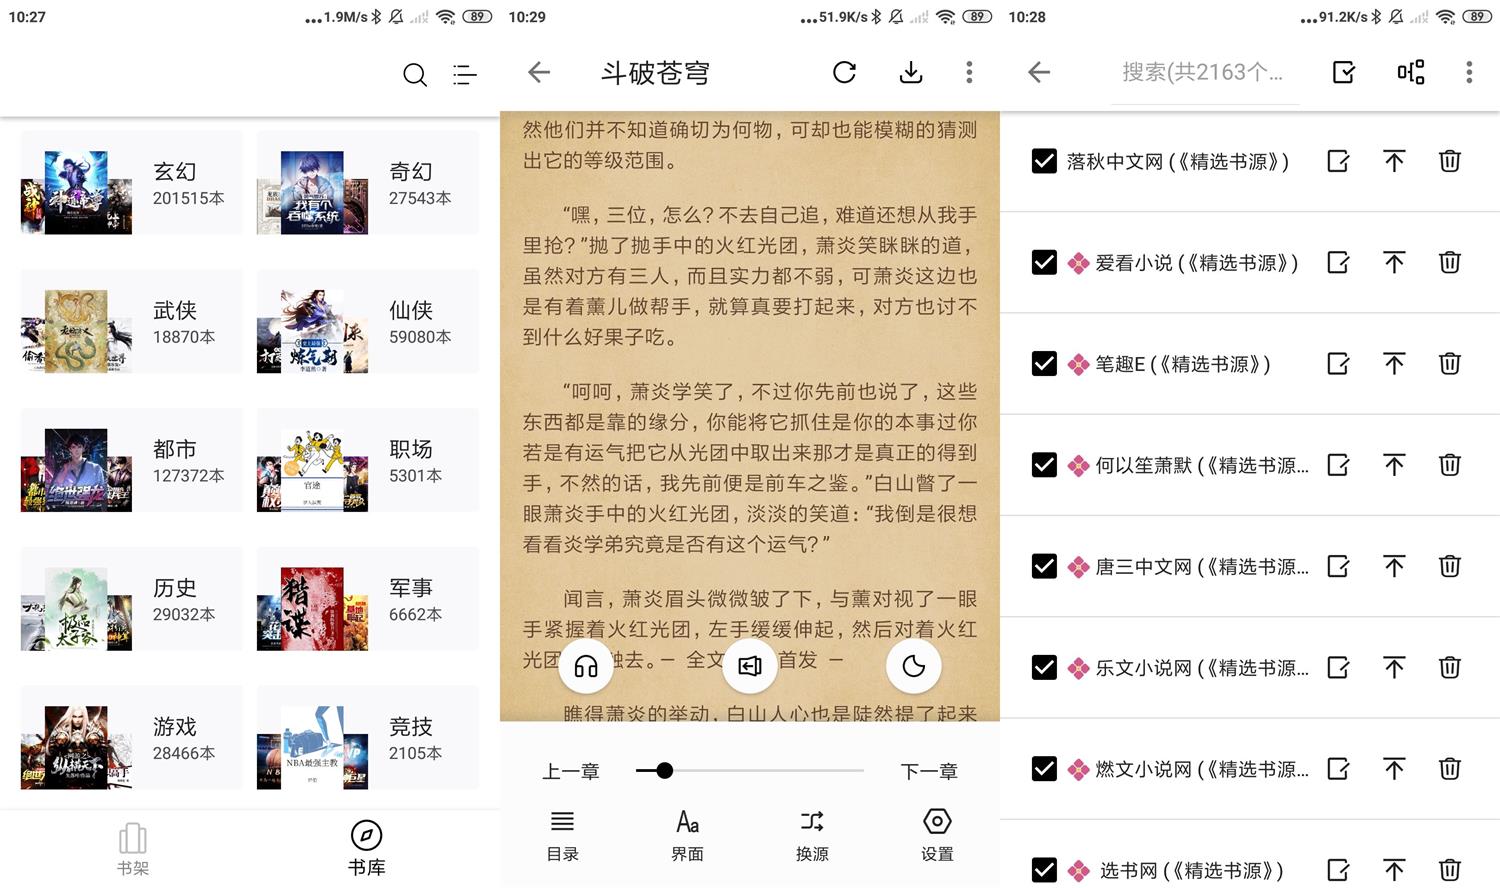 10:27
...1.9M/s
89
玄幻
201515本
奇幻
27543本
武侠
18870本
仙侠
59080本
都市
127372本
职场
5301本
官途
历史
29032本
军事
6662本
猎谍
游戏
28466本
竞技
2105本
NBA最强主教
书架
书库
10:29
...51.9K/s
89
斗破苍穹
然他们并不知道确切为何物，可却也能模糊的猜测
出它的等级范围。
“嘿，三位，怎么？不去自己追，难道还想从我手
里抢？”抛了抛手中的火红光团，萧炎笑眯眯的道，
虽然对方有三人，而且实力都不弱，可萧炎这边也
是有着薰儿做帮手，就算真要打起来，对方也讨不
到什么好果子吃。
“呵呵，萧炎学笑了，不过你先前也说了，这些
东西都是靠的缘分，你能将它抓住是你的本事过你
若是有运气把它从光团中取出来那才是真正的得到
手，不然的话，我先前便是前车之鉴。”白山瞥了一
眼萧炎手中的火红光团，淡淡的笑道：“我倒是很想
看看炎学弟究竟是否有这个运气？”
闻言，萧炎眉头微微皱了下，与薰对视了一眼
手紧握着火红光团，左手缓缓伸起，然后对着火红
光团 触去。— 全文 首发 —
瞧得萧炎的举动，白山人心也是陡然提了起来
上一章
下一章
目录
Aa
界面
换源
设置
10:28
...91.2K/s
89
搜索(共2163个...
落秋中文网 (《精选书源》)
爱看小说 (《精选书源》)
笔趣E (《精选书源》)
何以笙萧默 (《精选书源...
唐三中文网 (《精选书源...
乐文小说网 (《精选书源...
燃文小说网 (《精选书源...
选书网 (《精选书源》)